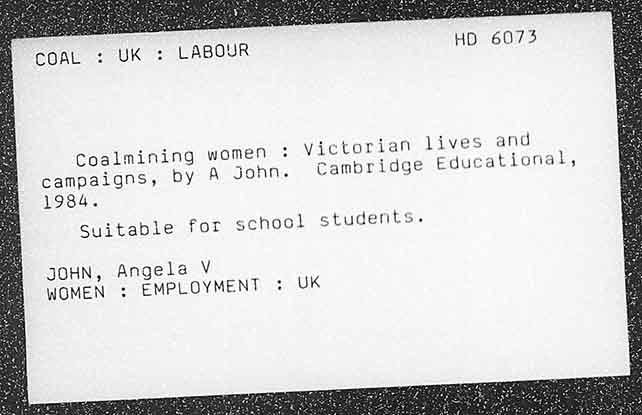 COAL : UK : LABOUR HD 6073
Coalmining women : Victorian lives and
campaigns, by A John. Cambridge Educational,
1984.
Suitable for school students.
JOHN, Angela V
WOMEN : EMPLOYMENT : UK